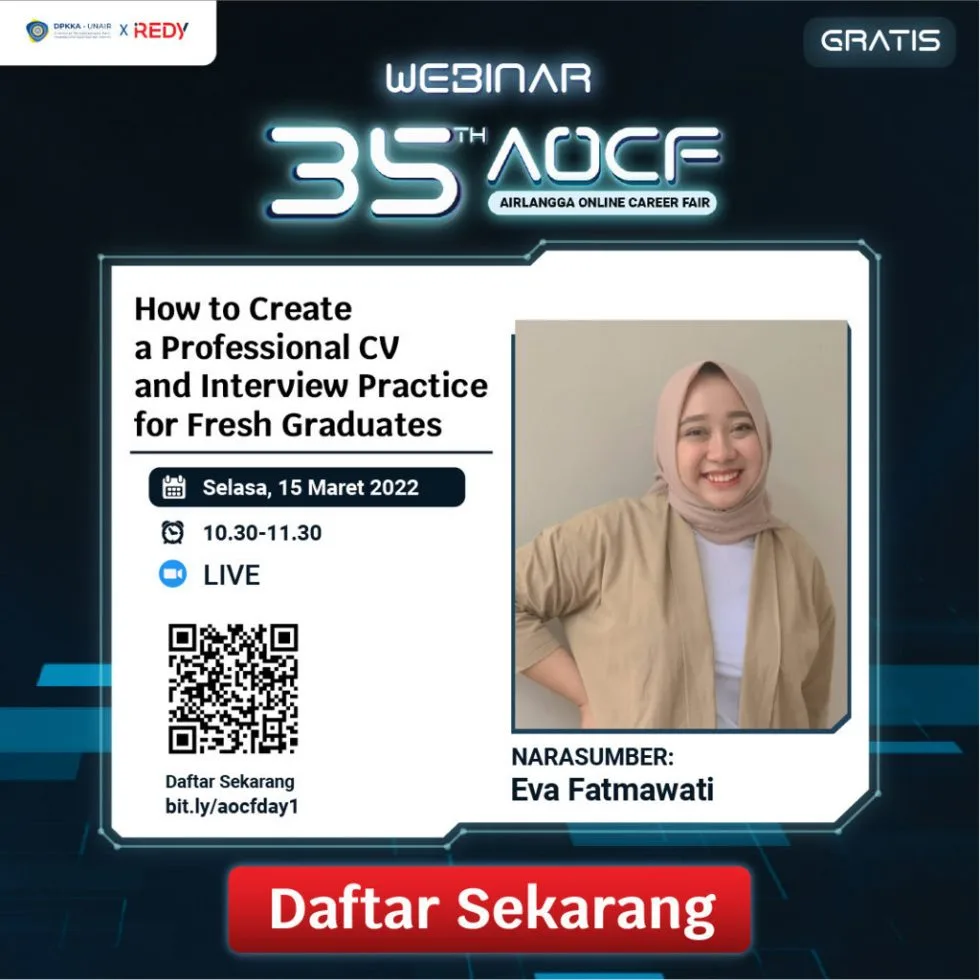 DPKKA - UNAIR
X REDY
GRATIS
WEBINAR
35TH AOCF
AIRLANGGA ONLINE CAREER FAIR
How to Create
a Professional CV
and Interview Practice
for Fresh Graduates
Selasa, 15 Maret 2022
10.30-11.30
LIVE
Daftar Sekarang
bit.ly/aocfday1
NARASUMBER:
Eva Fatmawati
Daftar Sekarang